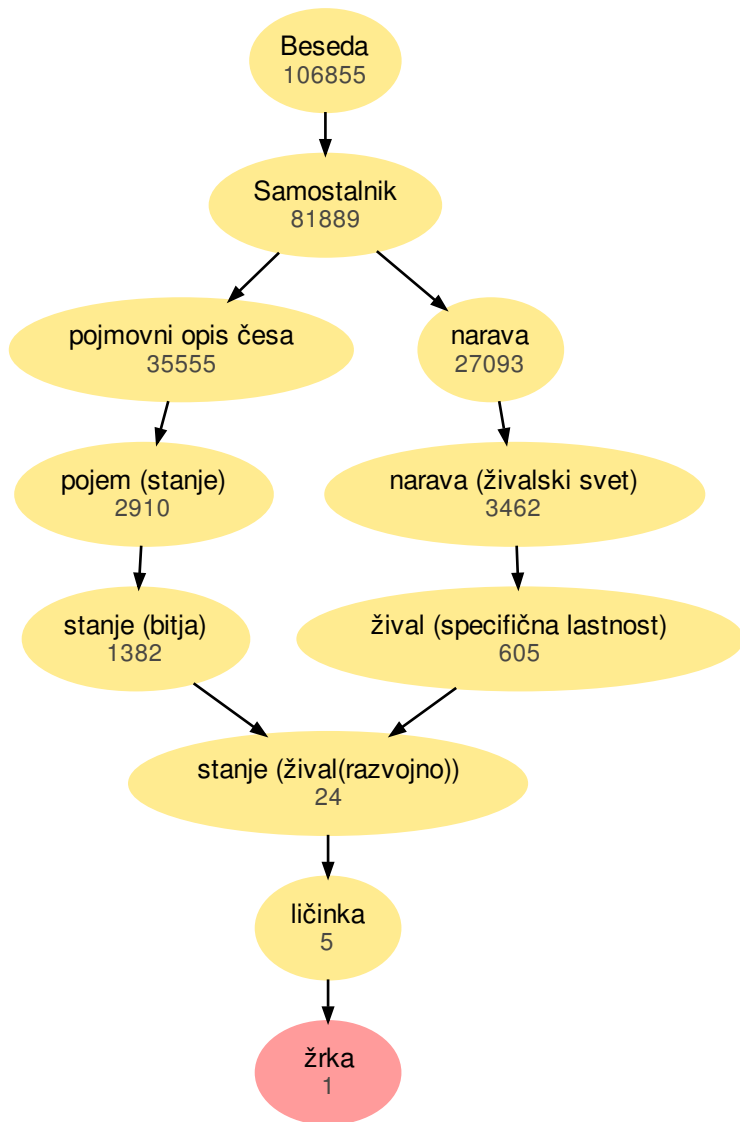 Beseda
106855
Samostalnik
81889
pojmovni opis česa
35555
narava
27093
pojem (stanje)
2910
narava (živalski svet)
3462
stanje (bitja)
1382
žival (specifična lastnost)
605
stanje (žival(razvojno))
24
ličinka
5
žrka
1